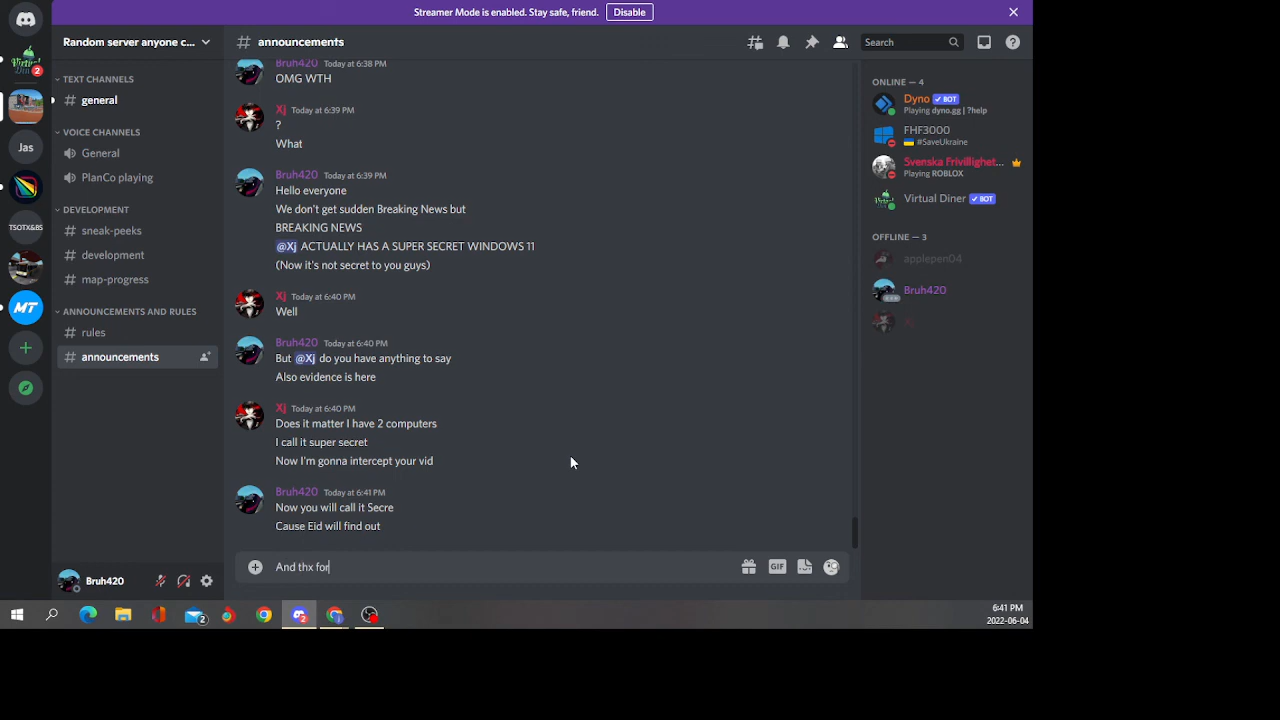 Streamer Mode is enabled. Stay safe, friend. Disable
Random server anyone c...
announcements
Search
TEXT CHANNELS
general
VOICE CHANNELS
General
PlanCo playing
DEVELOPMENT
sneak-peeks
development
map-progress
ANNOUNCEMENTS AND RULES
rules
announcements
Jas
TSOTX&BS
MT
2
Bruh420
Bruh420 Today at 6:38 PM
OMG WTH
Xj Today at 6:39 PM
?
What
Bruh420 Today at 6:39 PM
Hello everyone
We don't get sudden Breaking News but
BREAKING NEWS
@Xj ACTUALLY HAS A SUPER SECRET WINDOWS 11
(Now it's not secret to you guys)
Xj Today at 6:40 PM
Well
Bruh420 Today at 6:40 PM
But @Xj do you have anything to say
Also evidence is here
Xj Today at 6:40 PM
Does it matter I have 2 computers
I call it super secret
Now I'm gonna intercept your vid
Bruh420 Today at 6:41 PM
Now you will call it Secre
Cause Eid will find out
And thx for
GIF
ONLINE — 4
Dyno BOT
Playing dyno.gg | ?help
FHF3000
#SaveUkraine
Svenska Frivillighet...
Playing ROBLOX
Virtual Diner BOT
OFFLINE — 3
applepen04
Bruh420
Xj
2
2
6:41 PM
2022-06-04